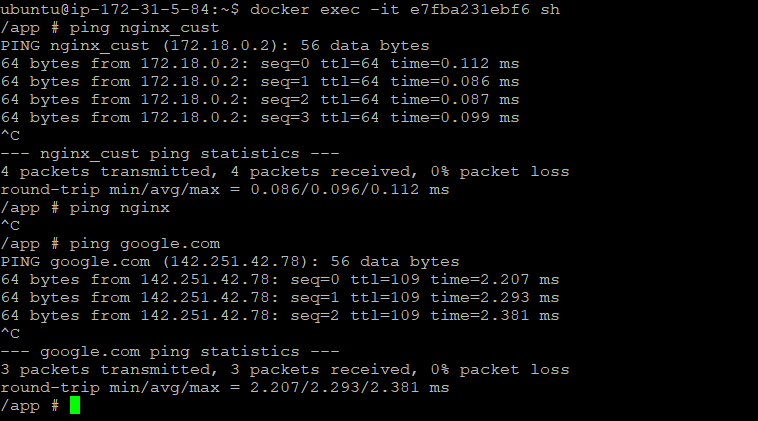 ubuntu@ip-172-31-5-84:~$ docker exec -it e7fba231ebf6 sh
/app # ping nginx_cust
PING nginx_cust (172.18.0.2): 56 data bytes
64 bytes from 172.18.0.2: seq=0 ttl=64 time=0.112 ms
64 bytes from 172.18.0.2: seq=1 ttl=64 time=0.086 ms
64 bytes from 172.18.0.2: seq=2 ttl=64 time=0.087 ms
64 bytes from 172.18.0.2: seq=3 ttl=64 time=0.099 ms
^C
--- nginx_cust ping statistics ---
4 packets transmitted, 4 packets received, 0% packet loss
round-trip min/avg/max = 0.086/0.096/0.112 ms
/app # ping nginx
^C
/app # ping google.com
PING google.com (142.251.42.78): 56 data bytes
64 bytes from 142.251.42.78: seq=0 ttl=109 time=2.207 ms
64 bytes from 142.251.42.78: seq=1 ttl=109 time=2.293 ms
64 bytes from 142.251.42.78: seq=2 ttl=109 time=2.381 ms
^C
--- google.com ping statistics ---
3 packets transmitted, 3 packets received, 0% packet loss
round-trip min/avg/max = 2.207/2.293/2.381 ms
/app #